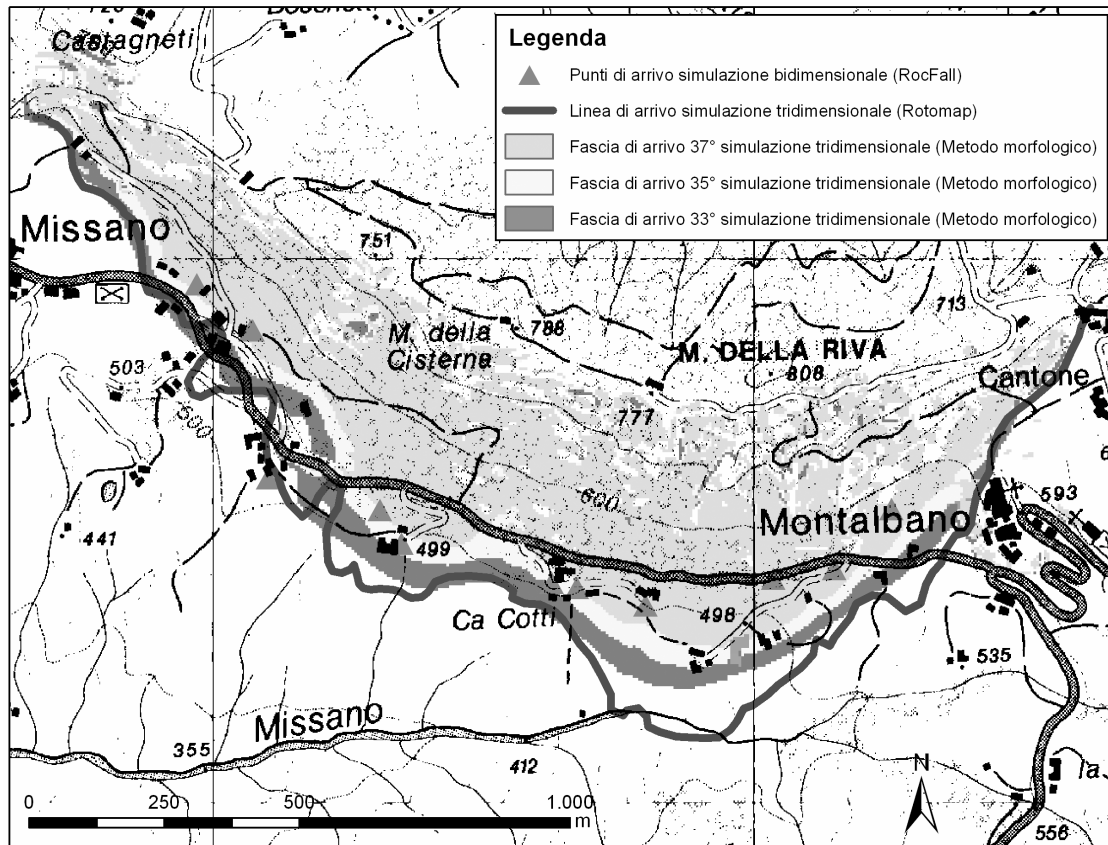 Castagneti
Legenda
Punti di arrivo simulazione bidimensionale (RocFall)
Linea di arrivo simulazione tridimensionale (Rotomap)
Fascia di arrivo 37° simulazione tridimensionale (Metodo morfologico)
Fascia di arrivo 35° simulazione tridimensionale (Metodo morfologico)
Fascia di arrivo 33° simulazione tridimensionale (Metodo morfologico)
Missano
751
713
788
M. della
Cisterna
M. DELLA RIVA
808
503
Cantone
777
500
600
593
441
499
Montalbano
Ca Cotti
498
535
Missano
355
412
N
la
0
250
500
1.000
m
556